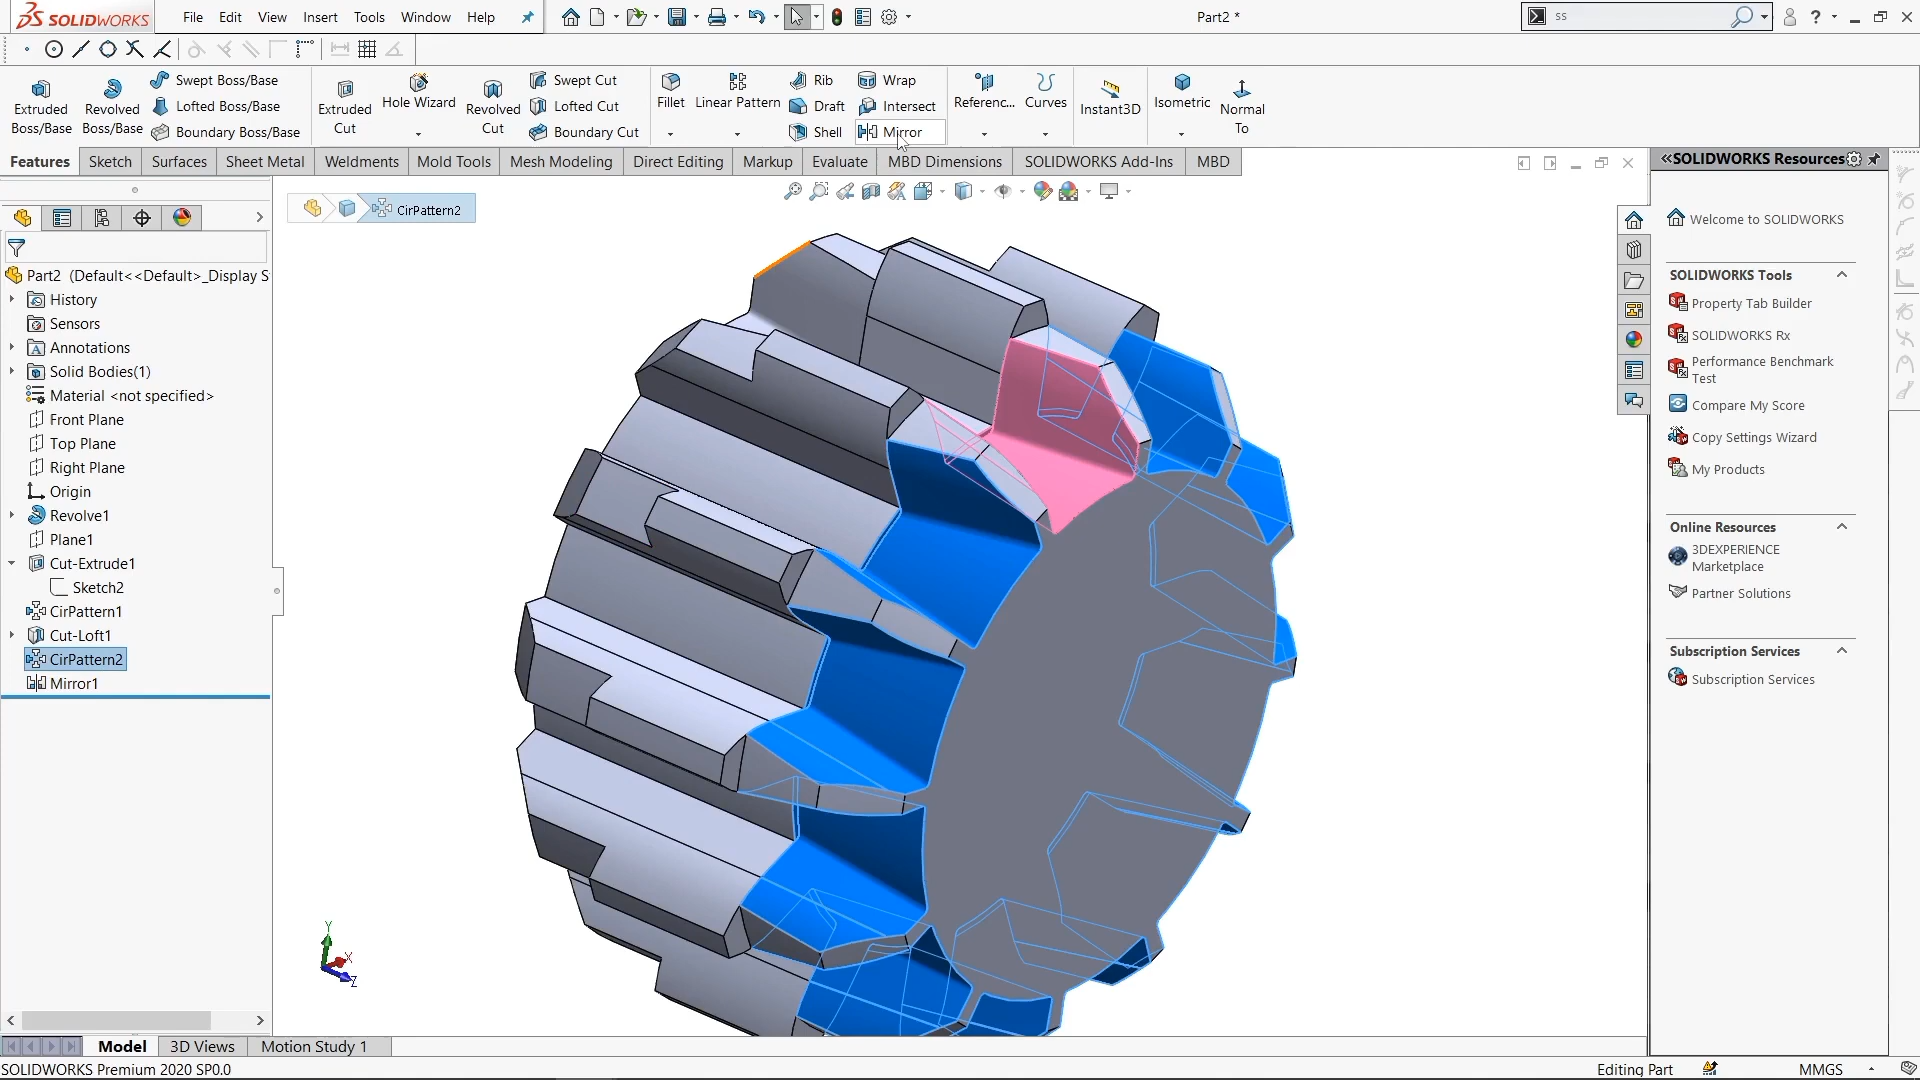 SOLIDWORKS
File Edit View Insert Tools Window Help
Part2 *
ss
Extruded Boss/Base
Revolved Boss/Base
Swept Boss/Base
Lofted Boss/Base
Boundary Boss/Base
Extruded Cut
Hole Wizard
Revolved Cut
Swept Cut
Lofted Cut
Boundary Cut
Fillet
Linear Pattern
Rib
Draft
Shell
Wrap
Intersect
Mirror
Referenc...
Curves
Instant3D
Isometric
Normal To
Features Sketch Surfaces Sheet Metal Weldments Mold Tools Mesh Modeling Direct Editing Markup Evaluate MBD Dimensions SOLIDWORKS Add-Ins MBD
CirPattern2
Part2 (Default<<Default>_Display S
History
Sensors
Annotations
Solid Bodies(1)
Material <not specified>
Front Plane
Top Plane
Right Plane
Origin
Revolve1
Plane1
Cut-Extrude1
Sketch2
CirPattern1
Cut-Loft1
CirPattern2
Mirror1
Y
X
Z
SOLIDWORKS Resources
Welcome to SOLIDWORKS
SOLIDWORKS Tools
Property Tab Builder
SOLIDWORKS Rx
Performance Benchmark
Test
Compare My Score
Copy Settings Wizard
My Products
Online Resources
3DEXPERIENCE
Marketplace
Partner Solutions
Subscription Services
Subscription Services
Model 3D Views Motion Study 1
SOLIDWORKS Premium 2020 SP0.0
Editing Part
MMGS